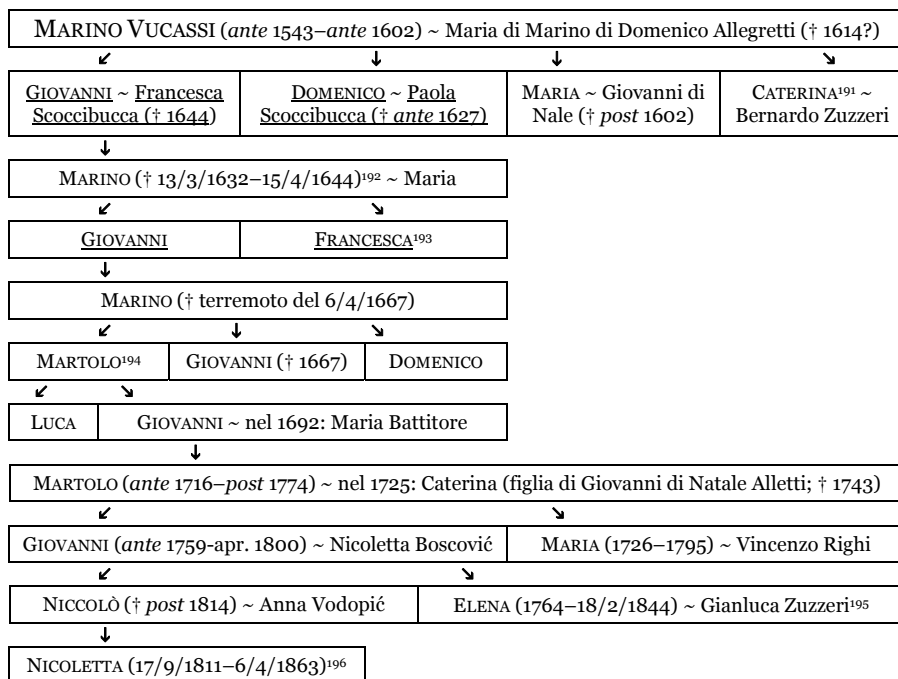 MARINO VUCASSI (ante 1543–ante 1602) ~ Maria di Marino di Domenico Allegretti († 1614?)
↙ ↓ ↓ ↘
GIOVANNI ~ Francesca
Scoccibucca († 1644)
DOMENICO ~ Paola
Scoccibucca († ante 1627)
MARIA ~ Giovanni di
Nale († post 1602)
CATERINA¹⁹¹ ~
Bernardo Zuzzeri
↓
MARINO († 13/3/1632–15/4/1644)¹⁹² ~ Maria
↙ ↘
GIOVANNI
FRANCESCA¹⁹³
↓
MARINO († terremoto del 6/4/1667)
↙ ↓ ↘
MARTOLO¹⁹⁴
GIOVANNI († 1667)
DOMENICO
↙ ↘
LUCA
GIOVANNI ~ nel 1692: Maria Battitore
↓
MARTOLO (ante 1716–post 1774) ~ nel 1725: Caterina (figlia di Giovanni di Natale Alletti; † 1743)
↙ ↘
GIOVANNI (ante 1759-apr. 1800) ~ Nicoletta Boscović
MARIA (1726–1795) ~ Vincenzo Righi
↙ ↘
NICCOLÒ († post 1814) ~ Anna Vodopić
ELENA (1764–18/2/1844) ~ Gianluca Zuzzeri¹⁹⁵
↓
NICOLETTA (17/9/1811–6/4/1863)¹⁹⁶